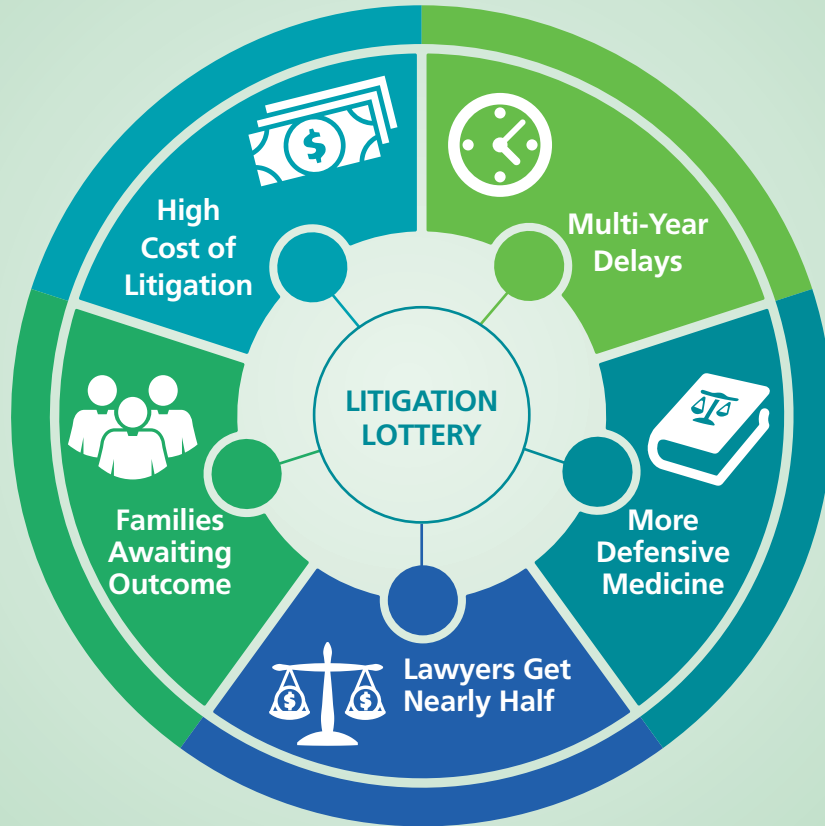 High
Cost of
Litigation
Multi-Year
Delays
LITIGATION
LOTTERY
Families
Awaiting
Outcome
More
Defensive
Medicine
Lawyers Get
Nearly Half
$
$
$